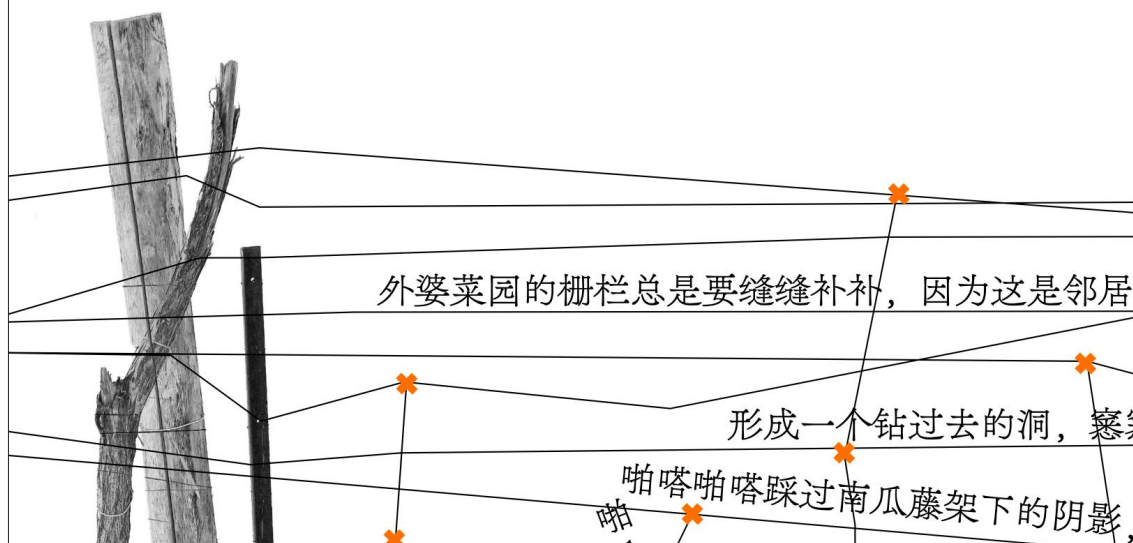 外婆菜园的栅栏总是要缝缝补补，因为这是邻居
形成一个钻过去的洞，窸
啪嗒啪嗒踩过南瓜藤架下的阴影，
啪